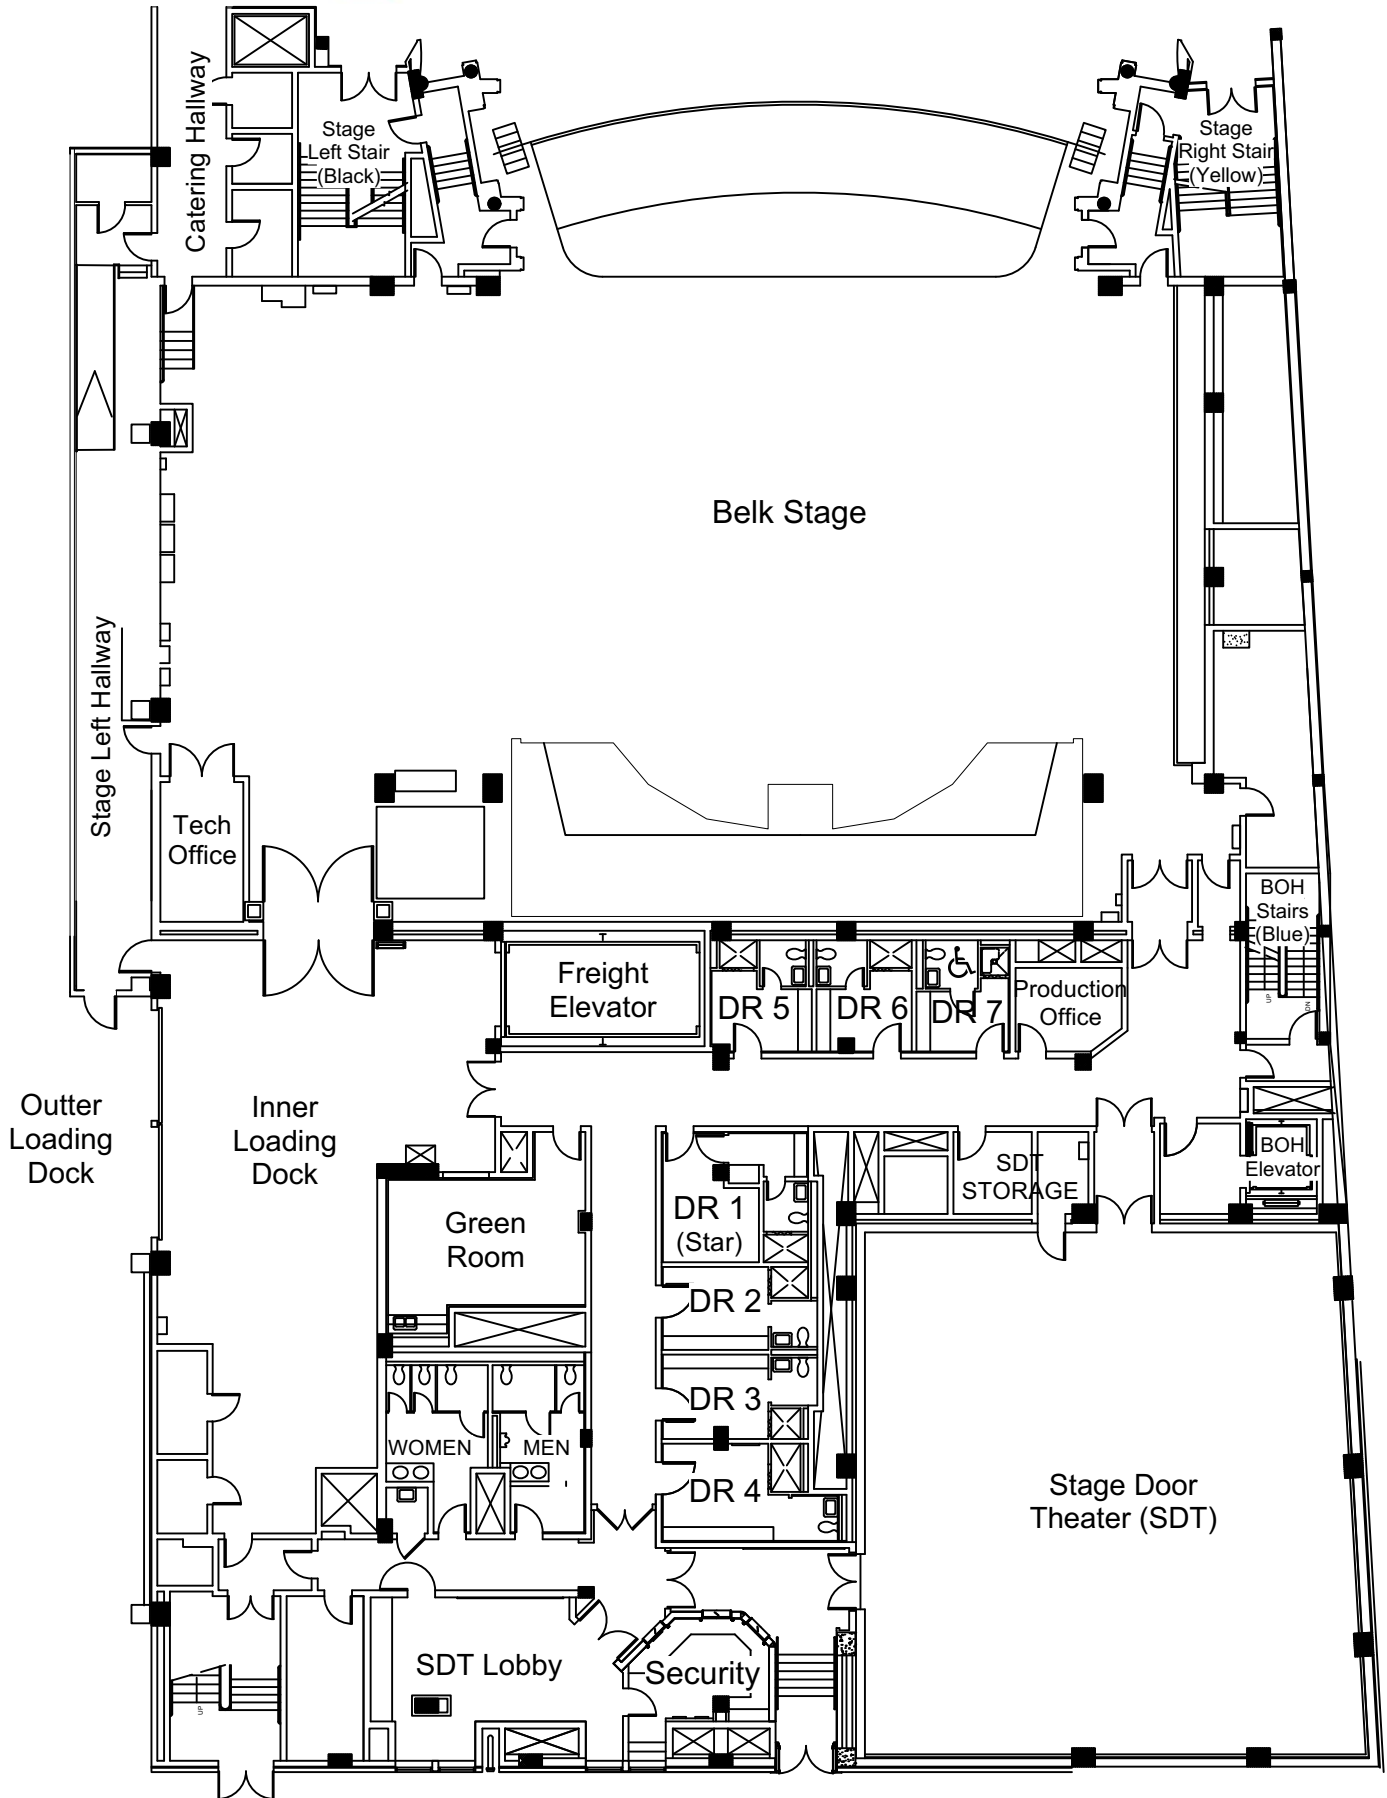 Catering Hallway
Stage
Left Stair
(Black)
Stage
Right Stair
(Yellow)
Belk Stage
Stage Left Hallway
Tech
Office
BOH
Stairs
(Blue)
UP
DN
Freight
Elevator
DR 5
DR 6
DR 7
Production
Office
Outter
Loading
Dock
Inner
Loading
Dock
BOH
Elevator
SDT
STORAGE
Green
Room
DR 1
(Star)
DR 2
DR 3
WOMEN
MEN
DR 4
Stage Door
Theater (SDT)
SDT Lobby
Security
UP